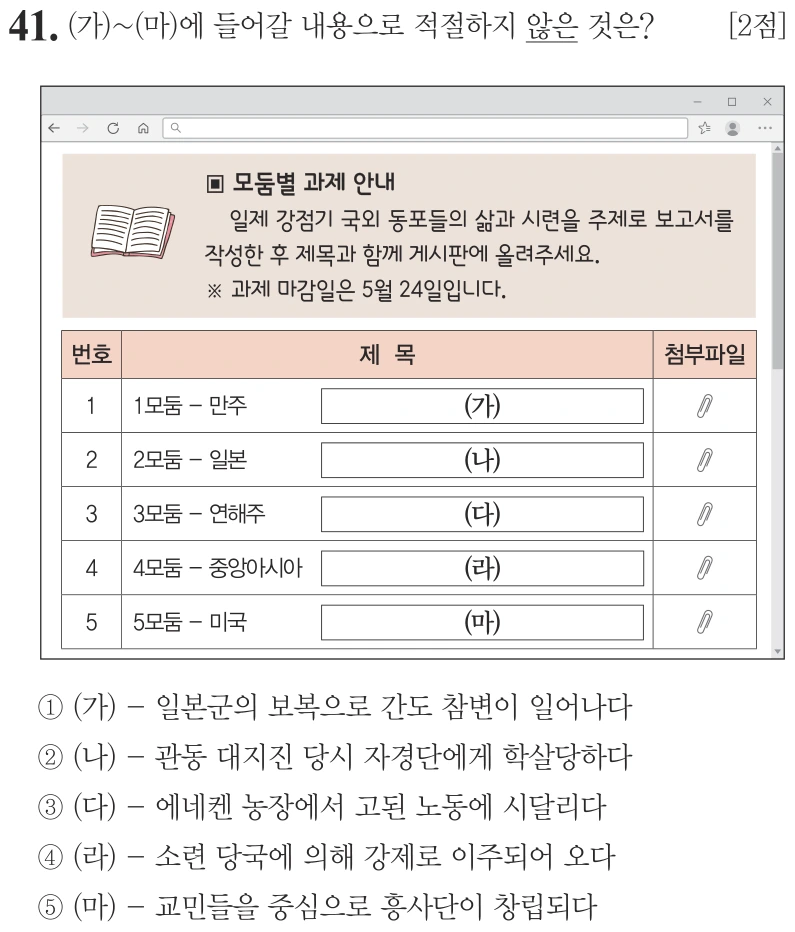 41. (가)~(마)에 들어갈 내용으로 적절하지 않은 것은? [2점]
▣ 모둠별 과제 안내
일제 강점기 국외 동포들의 삶과 시련을 주제로 보고서를
작성한 후 제목과 함께 게시판에 올려주세요.
※ 과제 마감일은 5월 24일입니다.
번호 제 목 첨부파일
1 1모둠 – 만주 (가)
2 2모둠 – 일본 (나)
3 3모둠 – 연해주 (다)
4 4모둠 – 중앙아시아 (라)
5 5모둠 – 미국 (마)
① (가) – 일본군의 보복으로 간도 참변이 일어나다
② (나) – 관동 대지진 당시 자경단에게 학살당하다
③ (다) – 에네켄 농장에서 고된 노동에 시달리다
④ (라) – 소련 당국에 의해 강제로 이주되어 오다
⑤ (마) – 교민들을 중심으로 흥사단이 창립되다